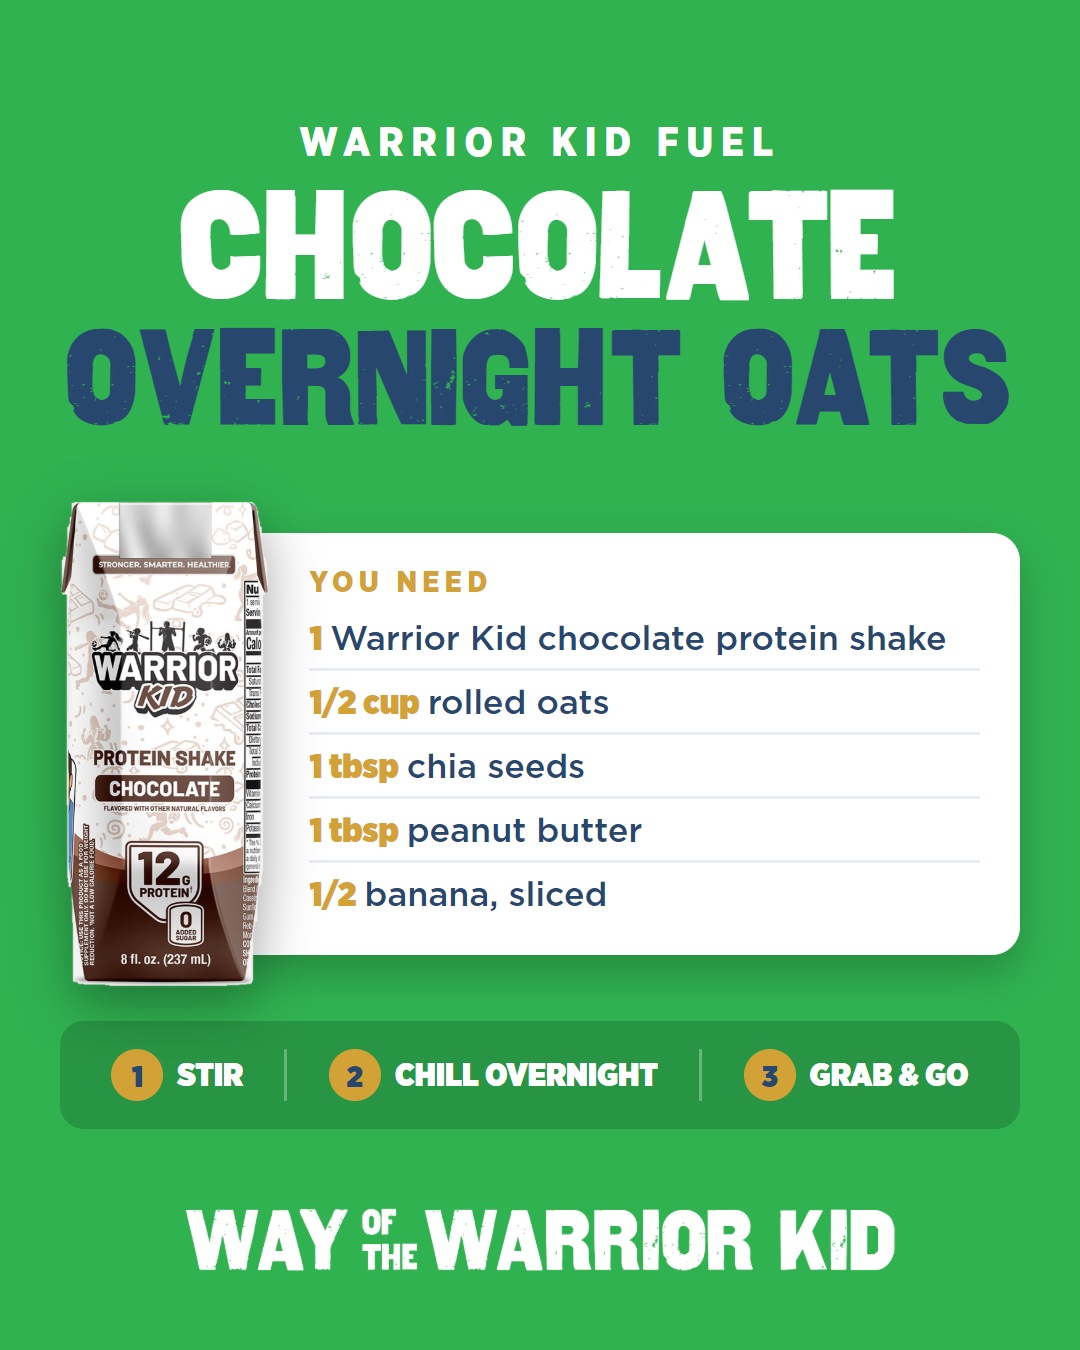 WARRIOR KID FUEL
CHOCOLATE
OVERNIGHT OATS
STRONGER. SMARTER. HEALTHIER.
WARRIOR
KID
PROTEIN SHAKE
CHOCOLATE
FLAVORED WITH OTHER NATURAL FLAVORS
12G
PROTEIN
0
ADDED
SUGAR
8 fl. oz. (237 mL)
YOU NEED
1 Warrior Kid chocolate protein shake
1/2 cup rolled oats
1 tbsp chia seeds
1 tbsp peanut butter
1/2 banana, sliced
1 STIR
2 CHILL OVERNIGHT
3 GRAB & GO
WAY OF THE WARRIOR KID